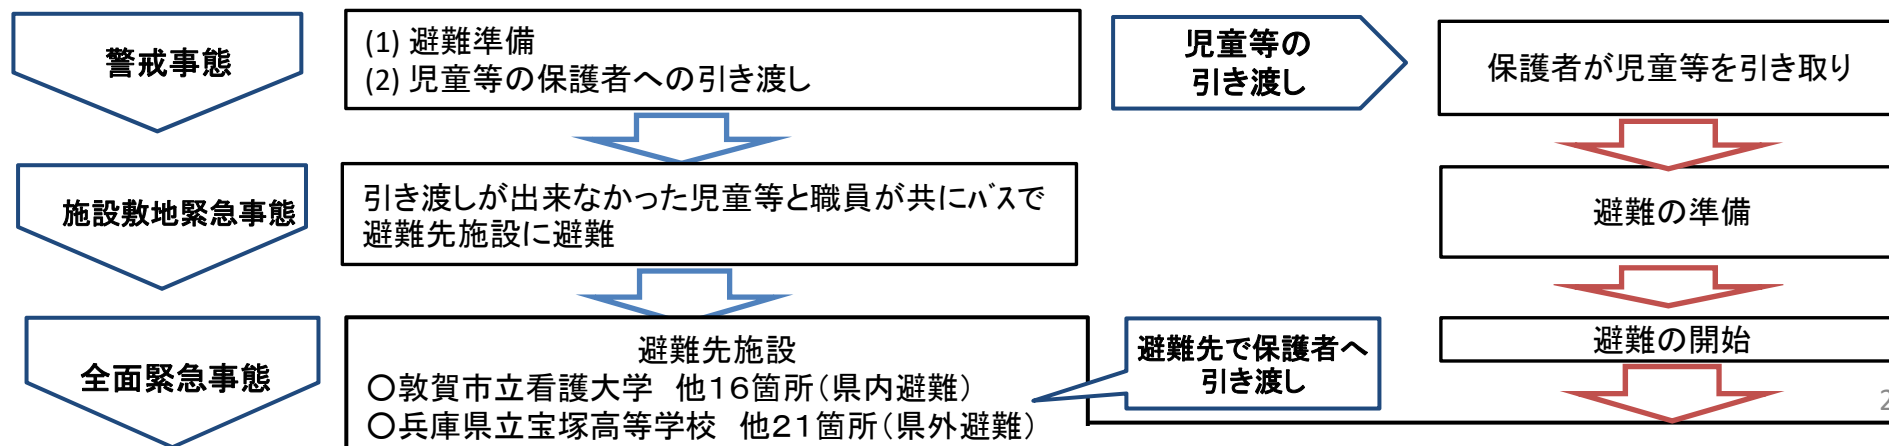 警戒事態
(1) 避難準備
(2) 児童等の保護者への引き渡し
児童等の
引き渡し
保護者が児童等を引き取り
施設敷地緊急事態
引き渡しが出来なかった児童等と職員が共にバスで
避難先施設に避難
避難の準備
全面緊急事態
避難先施設
○敦賀市立看護大学 他16箇所(県内避難)
○兵庫県立宝塚高等学校 他21箇所(県外避難)
避難先で保護者へ
引き渡し
避難の開始
2